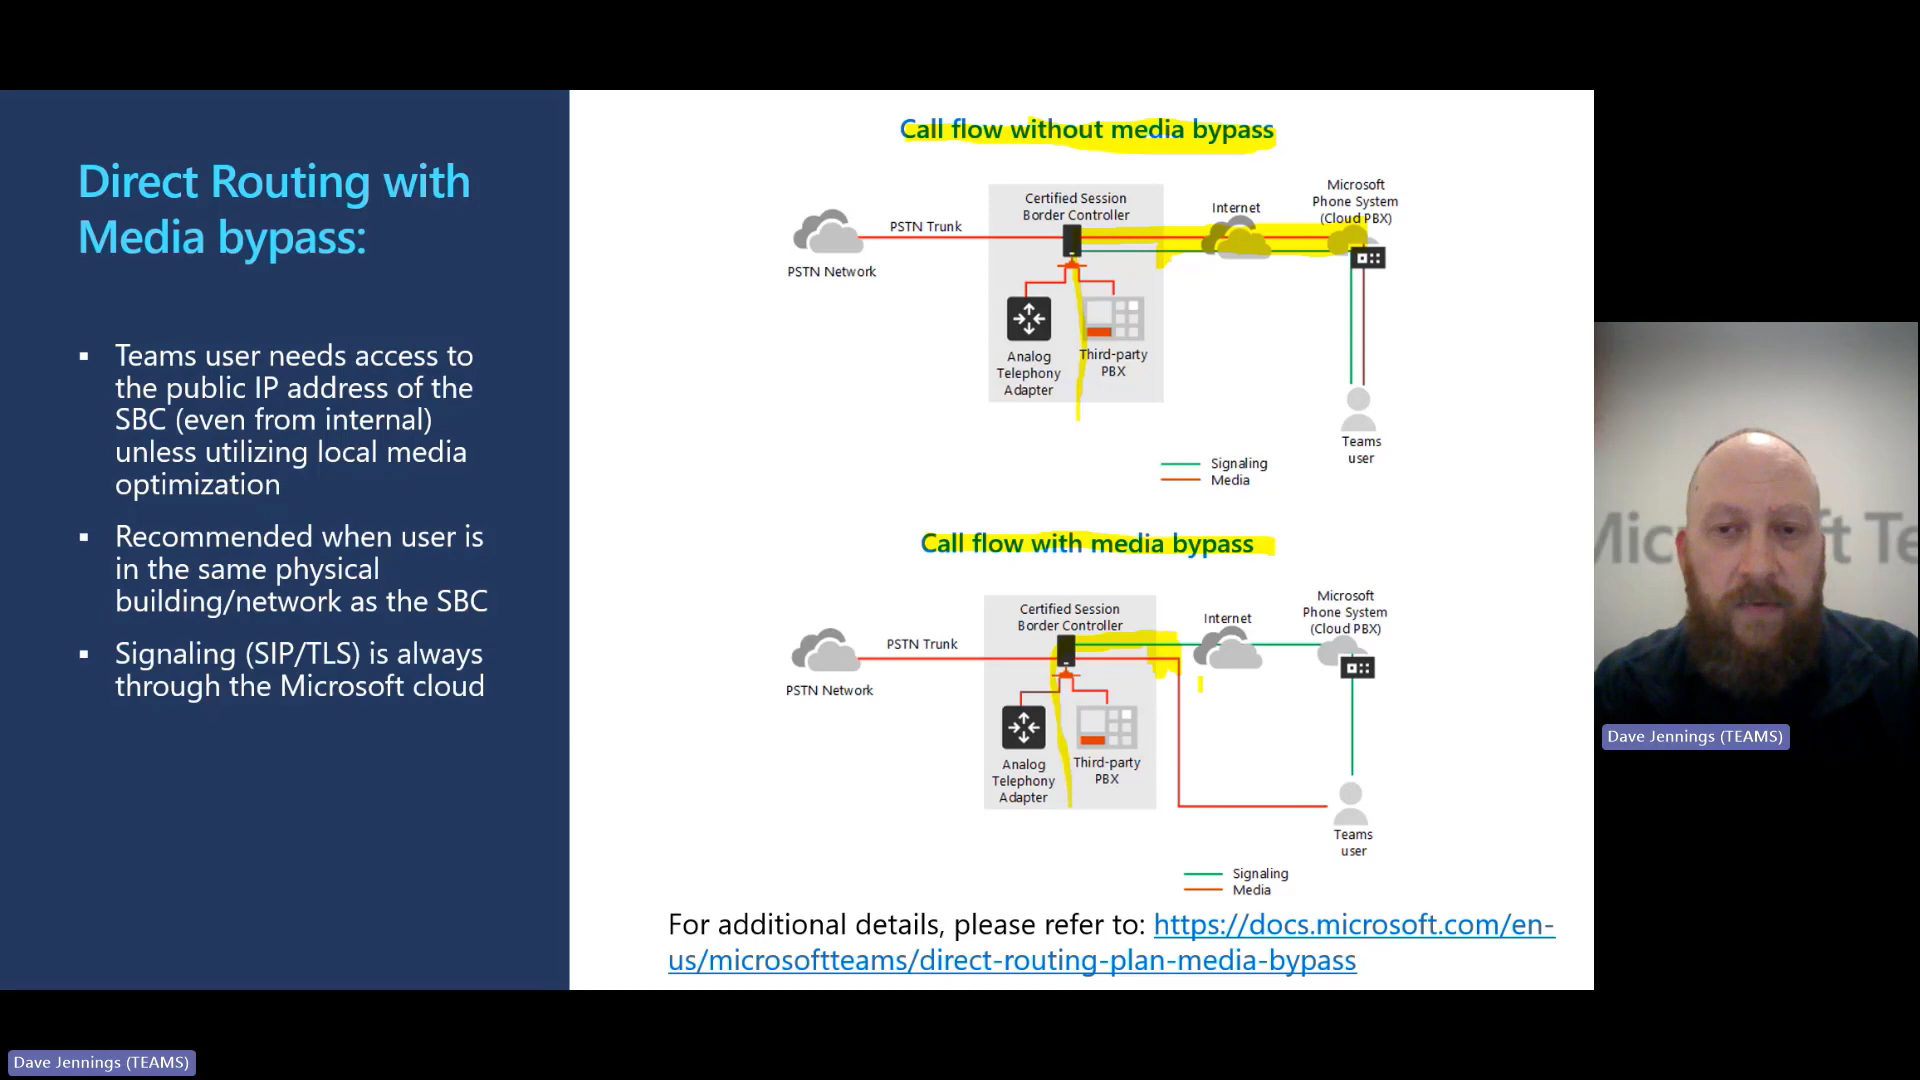 Direct Routing with
Media bypass:
▪ Teams user needs access to
the public IP address of the
SBC (even from internal)
unless utilizing local media
optimization
▪ Recommended when user is
in the same physical
building/network as the SBC
▪ Signaling (SIP/TLS) is always
through the Microsoft cloud
Call flow without media bypass
Certified Session
Border Controller
PSTN Trunk
PSTN Network
Internet
Microsoft
Phone System
(Cloud PBX)
Analog
Telephony
Adapter
Third-party
PBX
Teams
user
Signaling
Media
Call flow with media bypass
Certified Session
Border Controller
PSTN Trunk
PSTN Network
Internet
Microsoft
Phone System
(Cloud PBX)
Analog
Telephony
Adapter
Third-party
PBX
Teams
user
Signaling
Media
For additional details, please refer to: https://docs.microsoft.com/en-
us/microsoftteams/direct-routing-plan-media-bypass
Mic ft Te
Dave Jennings (TEAMS)
Dave Jennings (TEAMS)